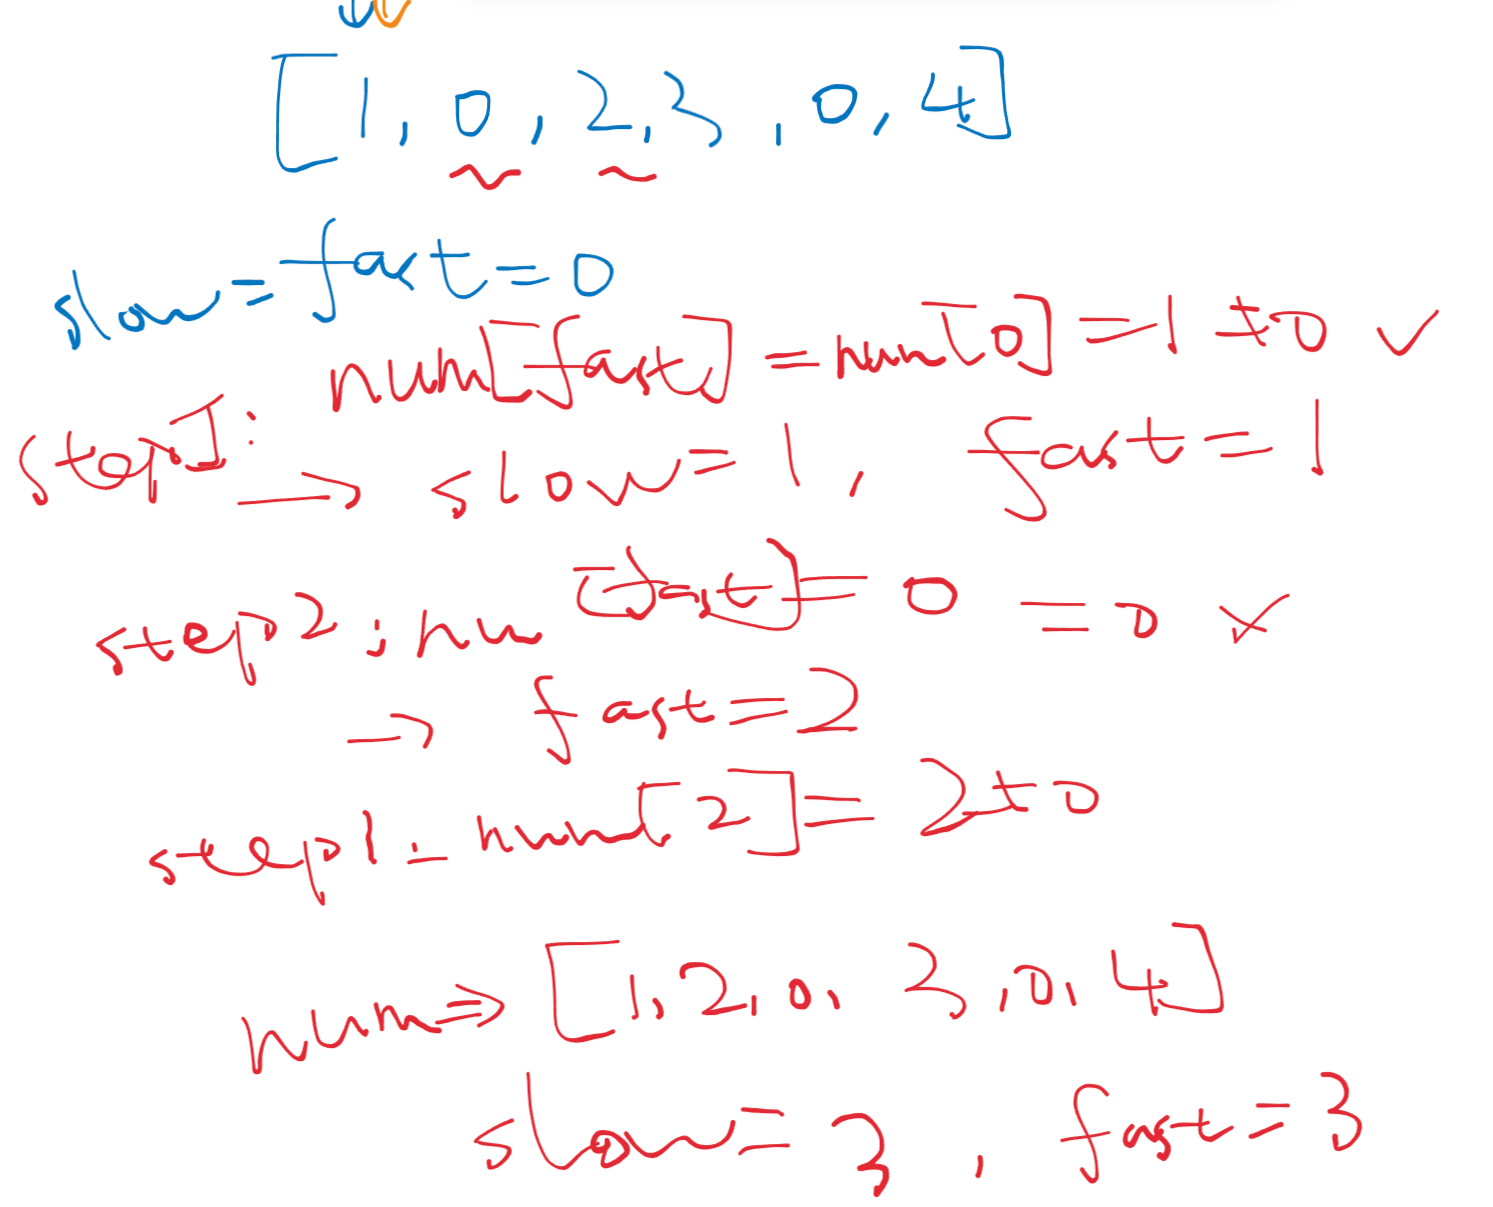 [1, 0, 2, 3, 0, 4]
slow = fast = 0
step1: num[fast] = num[0] = 1 ≠ 0 ✓
→ slow = 1, fast = 1
step2: nu [fast] = 0 = 0 ×
→ fast = 2
step1: num[2] = 2 ≠ 0
num ⇒ [1, 2, 0, 3, 0, 4]
slow = 3, fast = 3